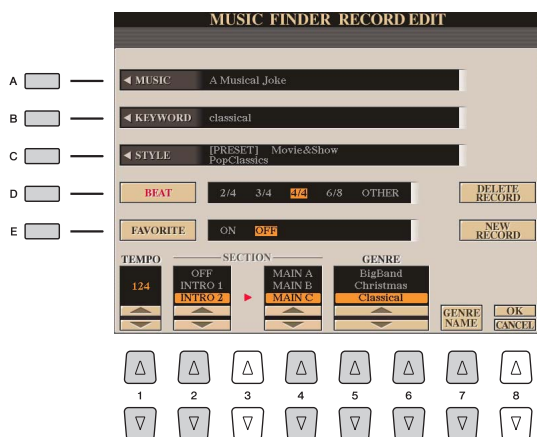 MUSIC FINDER RECORD EDIT
A
◀ MUSIC A Musical Joke
B
◀ KEYWORD classical
C
◀ STYLE [PRESET] Movie&Show
PopClassics
D
BEAT 2/4 3/4 4/4 6/8 OTHER DELETE
RECORD
E
FAVORITE ON OFF NEW
RECORD
TEMPO SECTION GENRE
OFF MAIN A BigBand
124 INTRO 1 MAIN B Christmas
INTRO 2 ▶ MAIN C Classical
GENRE
NAME
OK
CANCEL
1 2 3 4 5 6 7 8